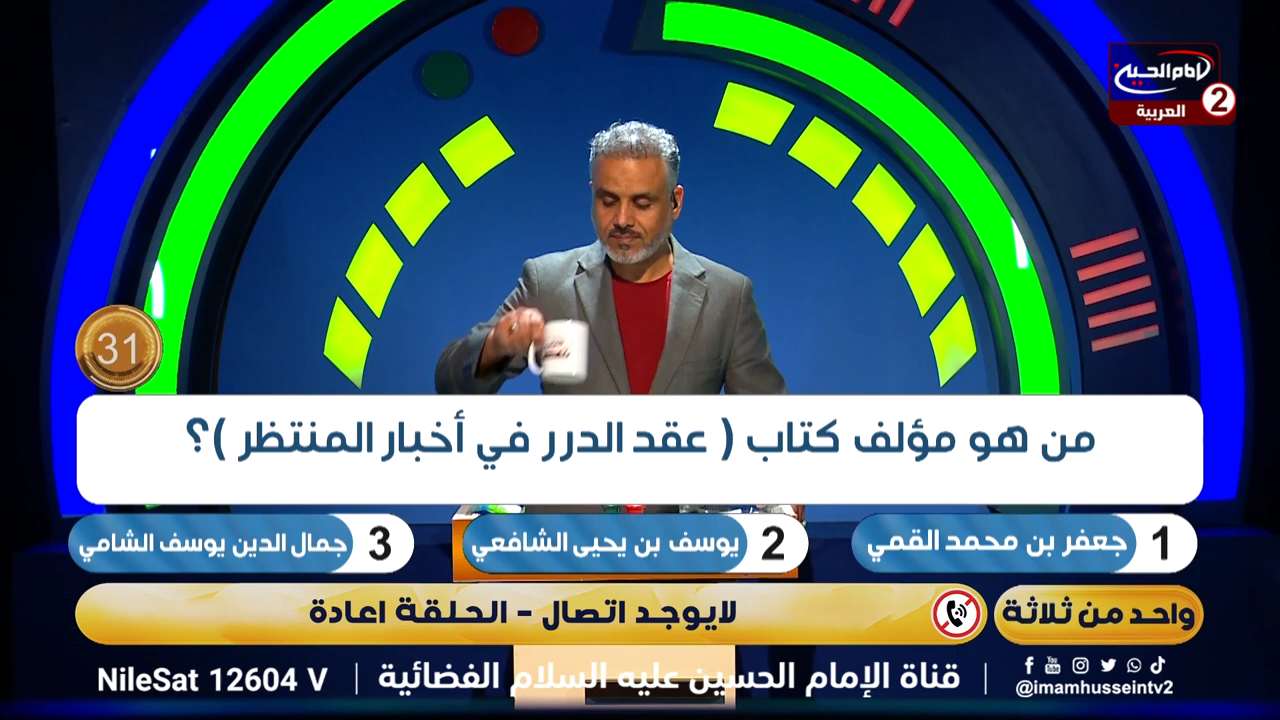 الإمام الحسين
العربية 2
31
من هو مؤلف كتاب ( عقد الدرر في أخبار المنتظر )؟
1 جعفر بن محمد القمي
2 يوسف بن يحيى الشافعي
3 جمال الدين يوسف الشامي
واحد من ثلاثة
لايوجد اتصال - الحلقة اعادة
@imamhusseintv2
قناة الإمام الحسين عليه السلام الفضائية | NileSat 12604 V